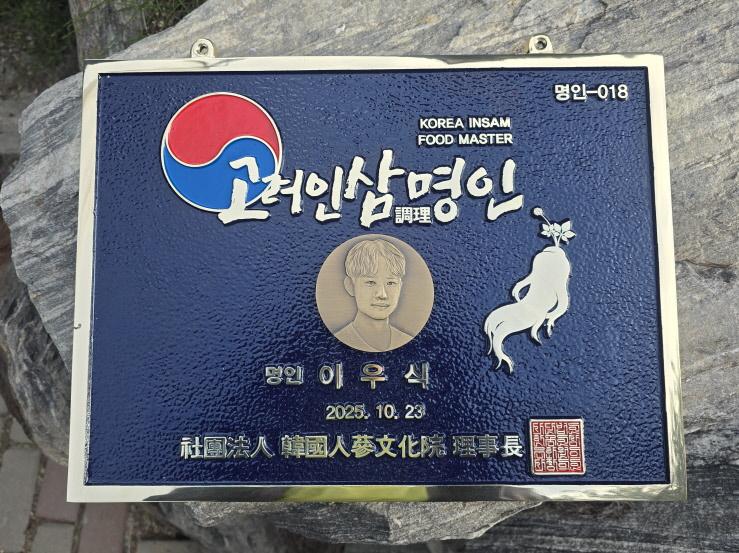 명인-018
KOREA INSAM
FOOD MASTER
고려인삼調理명인
명인 이우식
2025. 10. 23
社團法人 韓國人蔘文化院 理事長